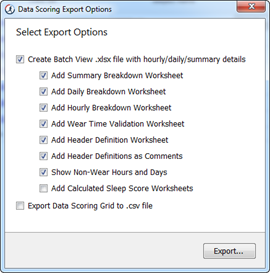 Data Scoring Export Options
Select Export Options
Create Batch View .xlsx file with hourly/daily/summary details
Add Summary Breakdown Worksheet
Add Daily Breakdown Worksheet
Add Hourly Breakdown Worksheet
Add Wear Time Validation Worksheet
Add Header Definition Worksheet
Add Header Definitions as Comments
Show Non-Wear Hours and Days
Add Calculated Sleep Score Worksheets
Export Data Scoring Grid to .csv file
Export...